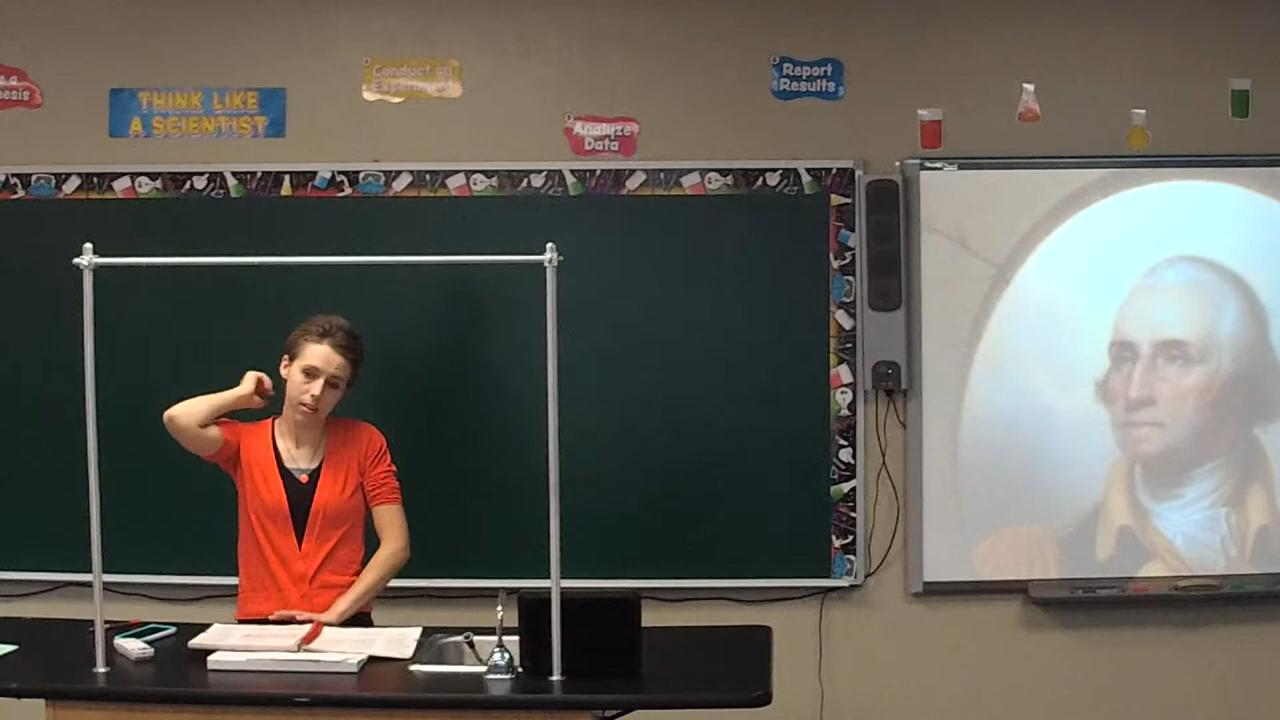 THINK LIKE
A SCIENTIST
Conduct an
Experiment
Analyze
Data
Report
Results